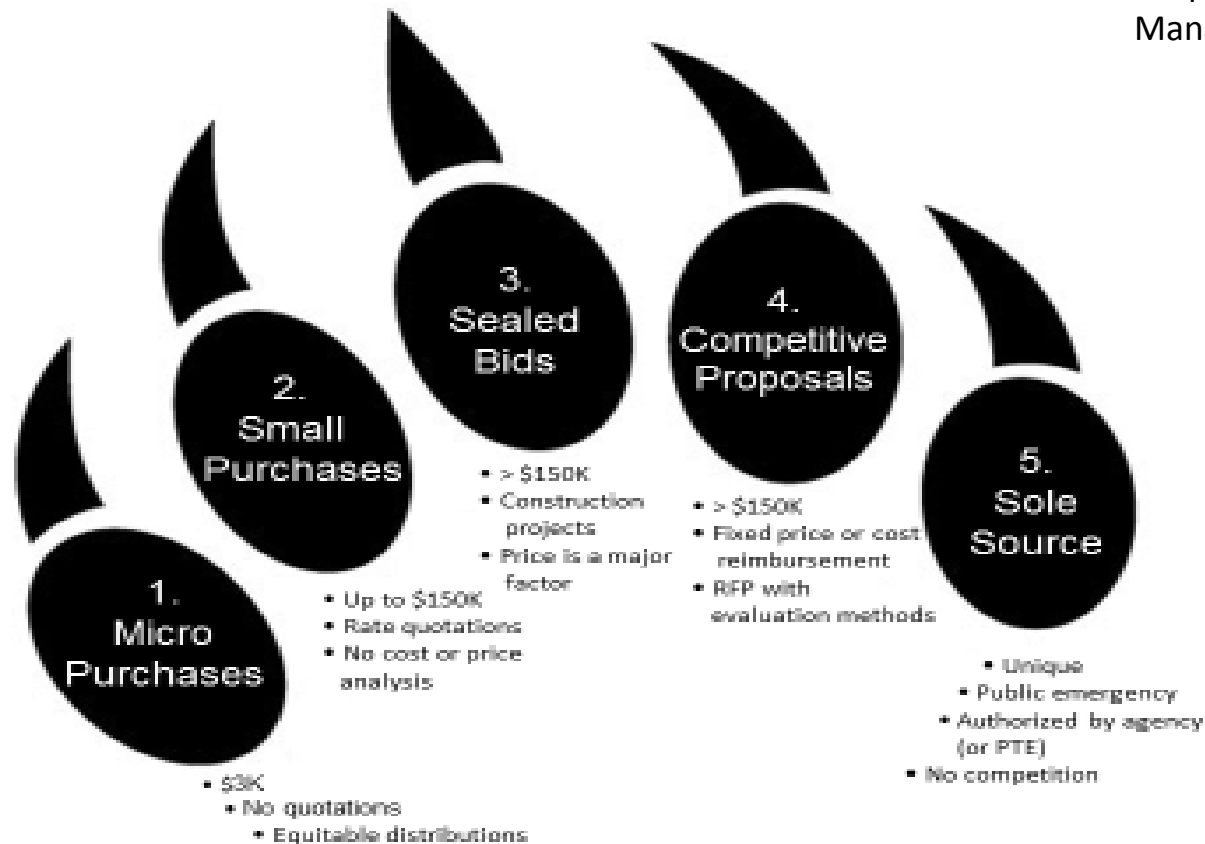 Man
1.
Micro
Purchases
• $3K
• No quotations
• Equitable distributions
2.
Small
Purchases
• Up to $150K
• Rate quotations
• No cost or price
analysis
3.
Sealed
Bids
• > $150K
• Construction
projects
• Price is a major
factor
4.
Competitive
Proposals
• > $150K
• Fixed price or cost
reimbursement
• RFP with
evaluation methods
5.
Sole
Source
• Unique
• Public emergency
• Authorized by agency
(or PTE)
• No competition